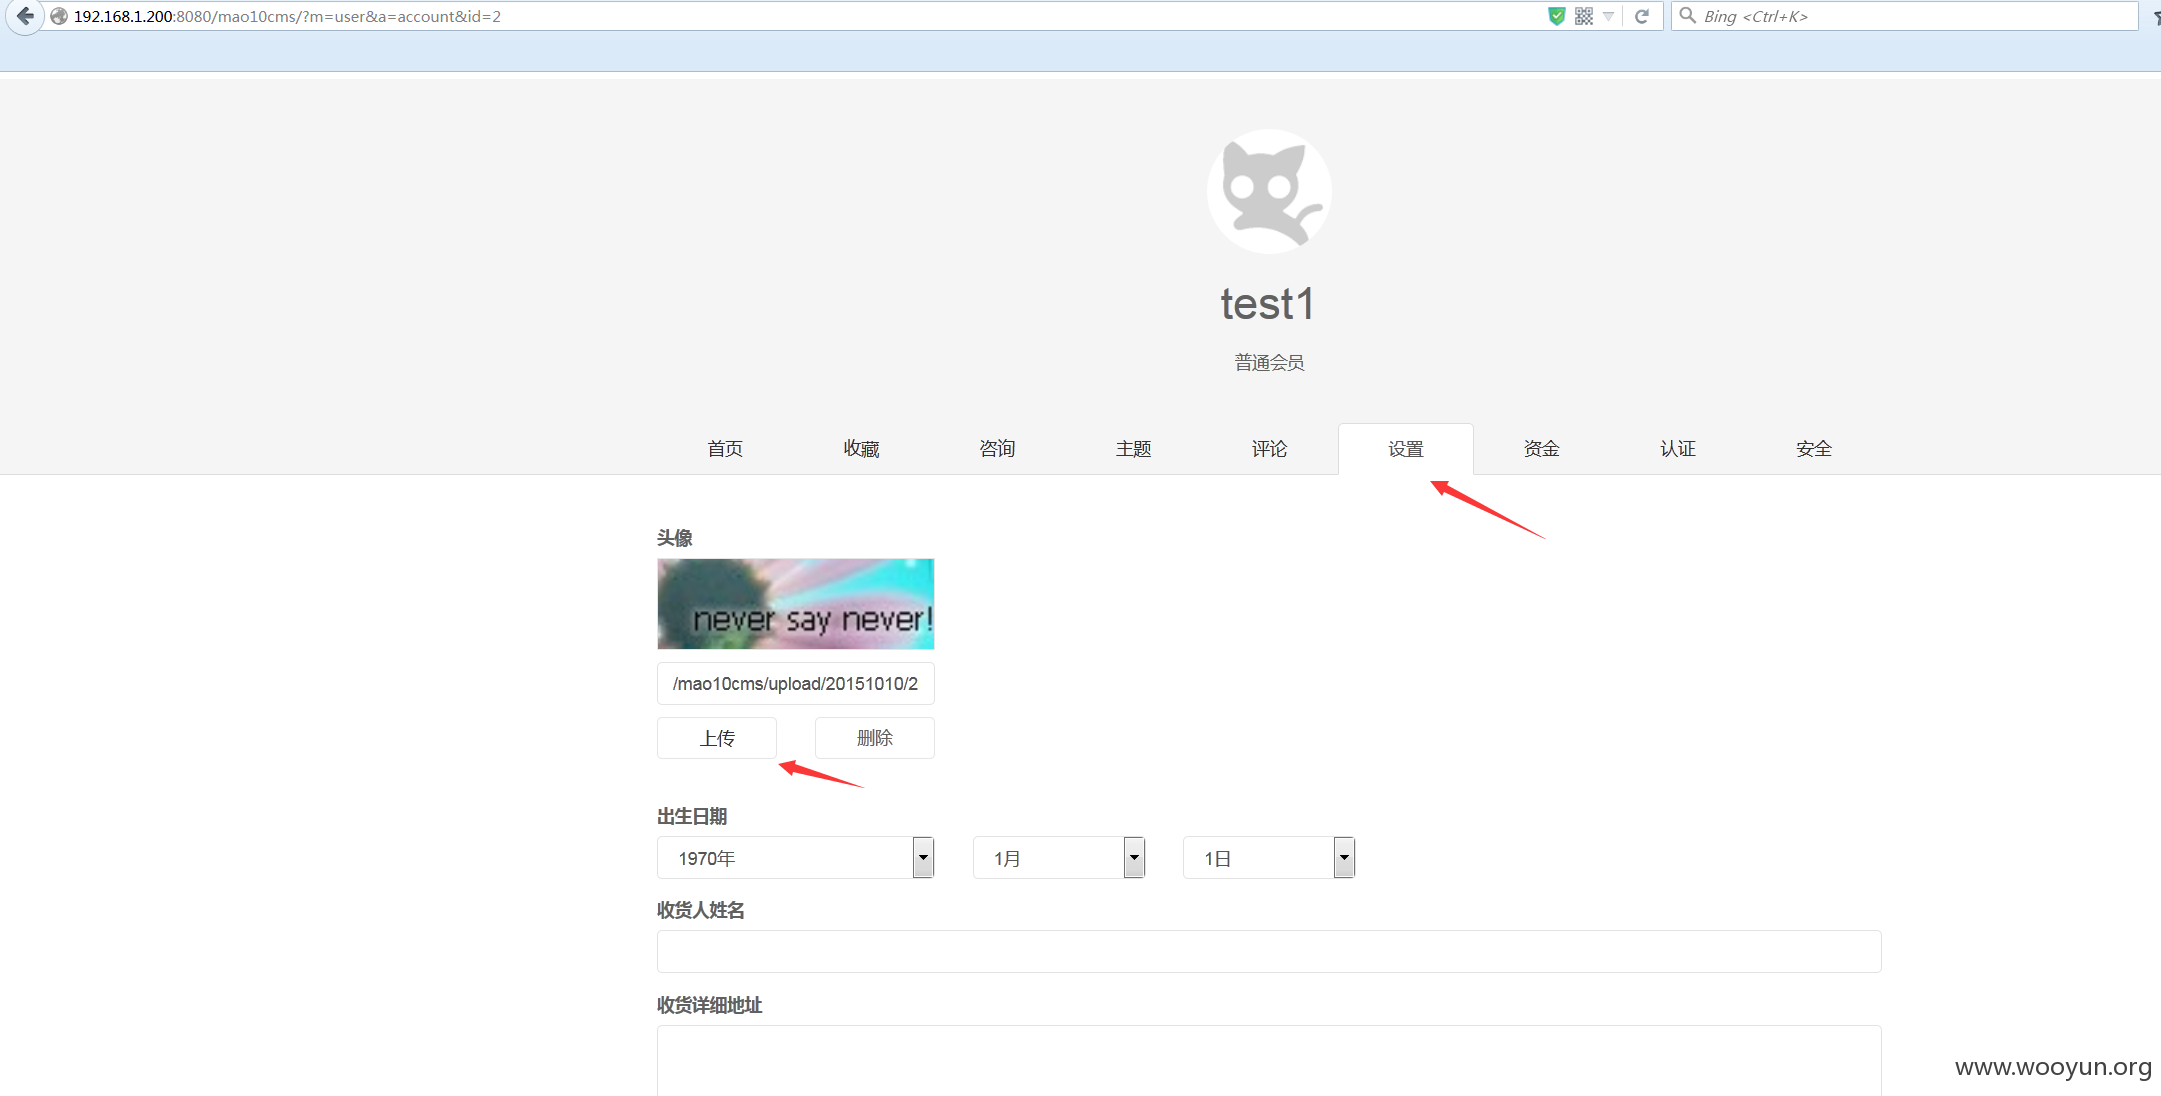 192.168.1.200:8080/mao10cms/?m=user&a=account&id=2
Bing <Ctrl+K>
test1
普通会员
首页 收藏 咨询 主题 评论 设置 资金 认证 安全
头像
never say never!
/mao10cms/upload/20151010/2
上传 删除
出生日期
1970年 1月 1日
收货人姓名
收货详细地址
www.wooyun.org